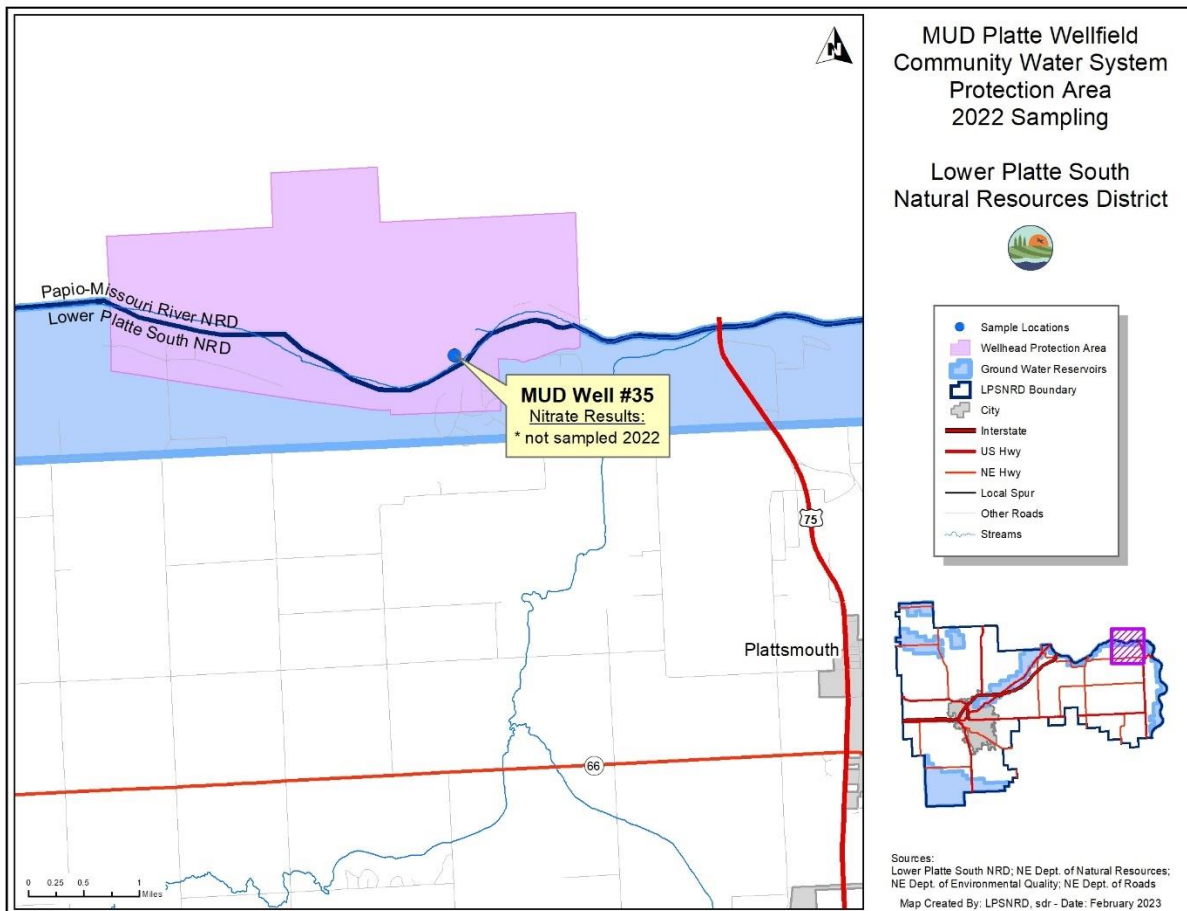 MUD Platte Wellfield
Community Water System
Protection Area
2022 Sampling
Lower Platte South
Natural Resources District
N
Papio-Missouri River NRD
Lower Platte South NRD
MUD Well #35
Nitrate Results:
* not sampled 2022
75
Plattsmouth
66
0 0.25 0.5 1
Miles
Sample Locations
Wellhead Protection Area
Ground Water Reservoirs
LPSNRD Boundary
City
Interstate
US Hwy
NE Hwy
Local Spur
Other Roads
Streams
Sources:
Lower Platte South NRD; NE Dept. of Natural Resources;
NE Dept. of Environmental Quality; NE Dept. of Roads
Map Created By: LPSNRD, sdr - Date: February 2023